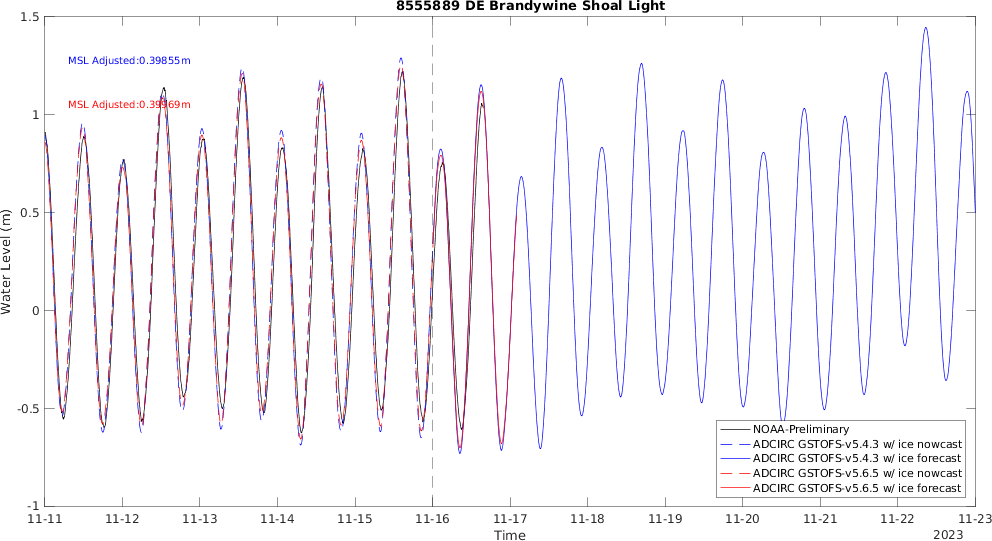 8555889 DE Brandywine Shoal Light
1.5
1
0.5
0
-0.5
-1
Water Level (m)
MSL Adjusted:0.39855m
MSL Adjusted:0.39969m
NOAA-Preliminary
ADCIRC GSTOFS-v5.4.3 w/ ice nowcast
ADCIRC GSTOFS-v5.4.3 w/ ice forecast
ADCIRC GSTOFS-v5.6.5 w/ ice nowcast
ADCIRC GSTOFS-v5.6.5 w/ ice forecast
11-11 11-12 11-13 11-14 11-15 11-16 11-17 11-18 11-19 11-20 11-21 11-22 11-23
Time
2023